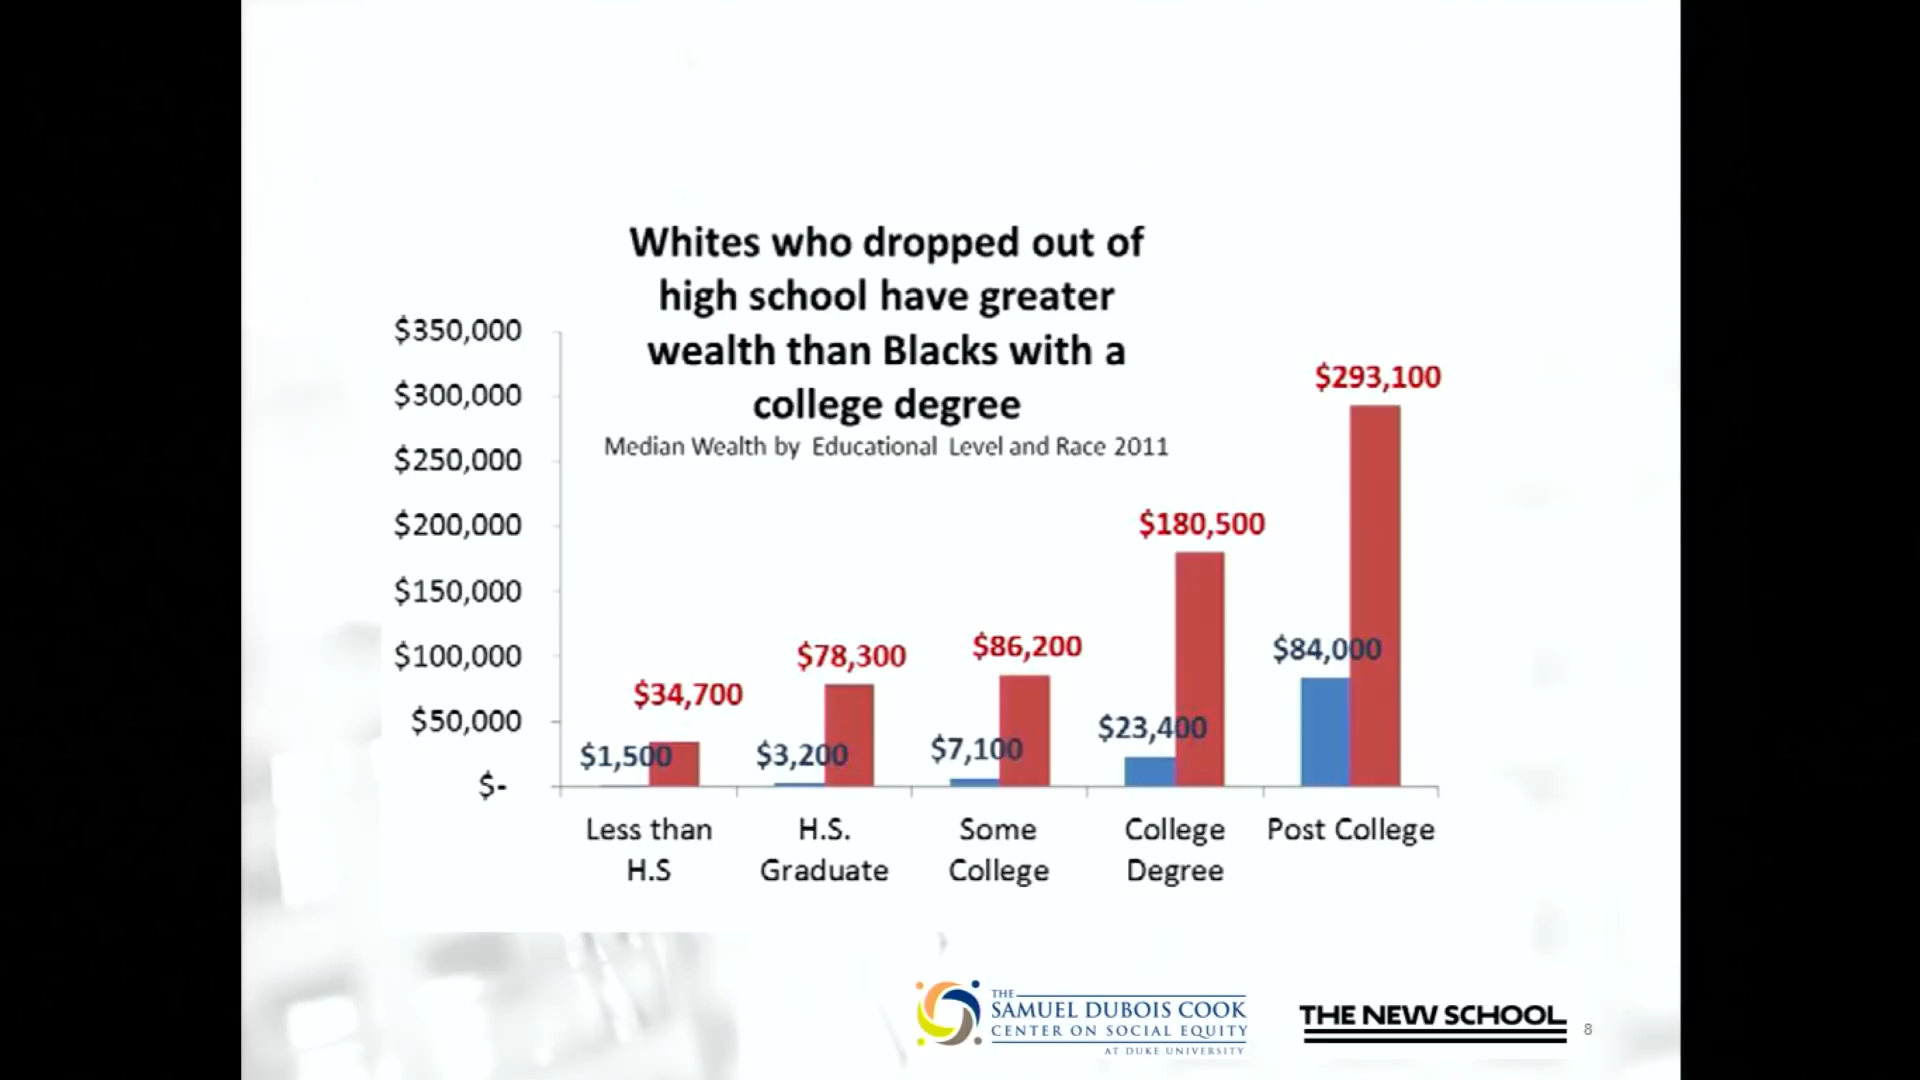 Whites who dropped out of
high school have greater
wealth than Blacks with a
college degree
Median Wealth by Educational Level and Race 2011
$350,000
$300,000
$250,000
$200,000
$150,000
$100,000
$50,000
$-
$1,500
$34,700
$3,200
$78,300
$7,100
$86,200
$23,400
$180,500
$84,000
$293,100
Less than
H.S
H.S.
Graduate
Some
College
College
Degree
Post College
THE
SAMUEL DUBOIS COOK
CENTER ON SOCIAL EQUITY
AT DUKE UNIVERSITY
THE NEW SCHOOL
8